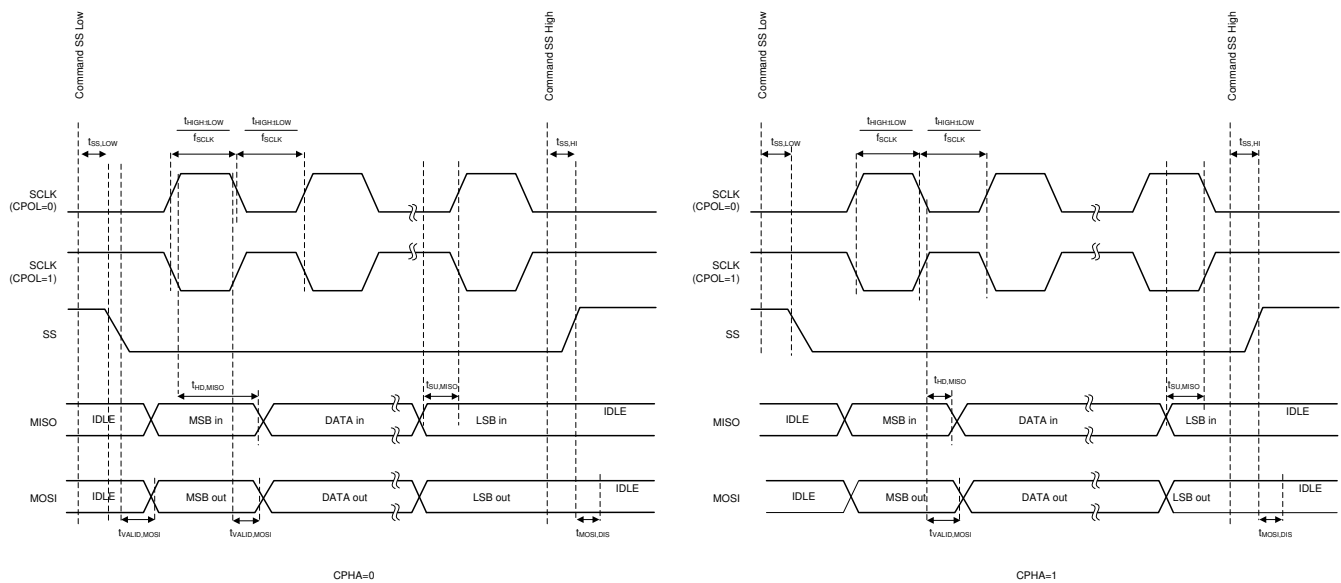 Command SS Low
Command SS High
tHIGH:tLOW
fSCLK
tHIGH:tLOW
fSCLK
tSS,LOW
tSS,HI
SCLK
(CPOL=0)
SCLK
(CPOL=1)
SS
tHD,MISO
tSU,MISO
MISO
IDLE
MSB in
DATA in
LSB in
IDLE
MOSI
IDLE
MSB out
DATA out
LSB out
IDLE
tVALID,MOSI
tVALID,MOSI
tMOSI,DIS
CPHA=0
Command SS Low
Command SS High
tHIGH:tLOW
fSCLK
tHIGH:tLOW
fSCLK
tSS,LOW
tSS,HI
SCLK
(CPOL=0)
SCLK
(CPOL=1)
SS
tHD,MISO
tSU,MISO
MISO
IDLE
MSB in
DATA in
LSB in
IDLE
MOSI
IDLE
MSB out
DATA out
LSB out
IDLE
tVALID,MOSI
tMOSI,DIS
CPHA=1